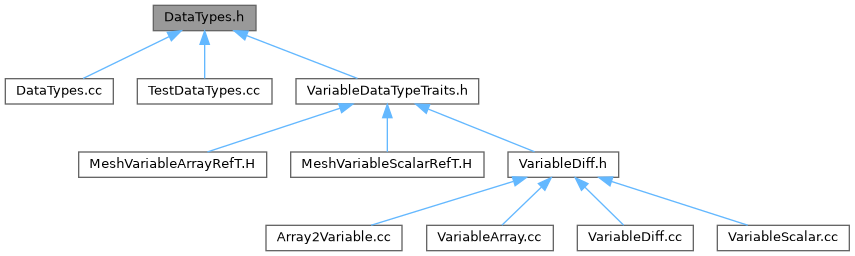 DataTypes.h
DataTypes.cc
TestDataTypes.cc
VariableDataTypeTraits.h
MeshVariableArrayRefT.H
MeshVariableScalarRefT.H
VariableDiff.h
Array2Variable.cc
VariableArray.cc
VariableDiff.cc
VariableScalar.cc